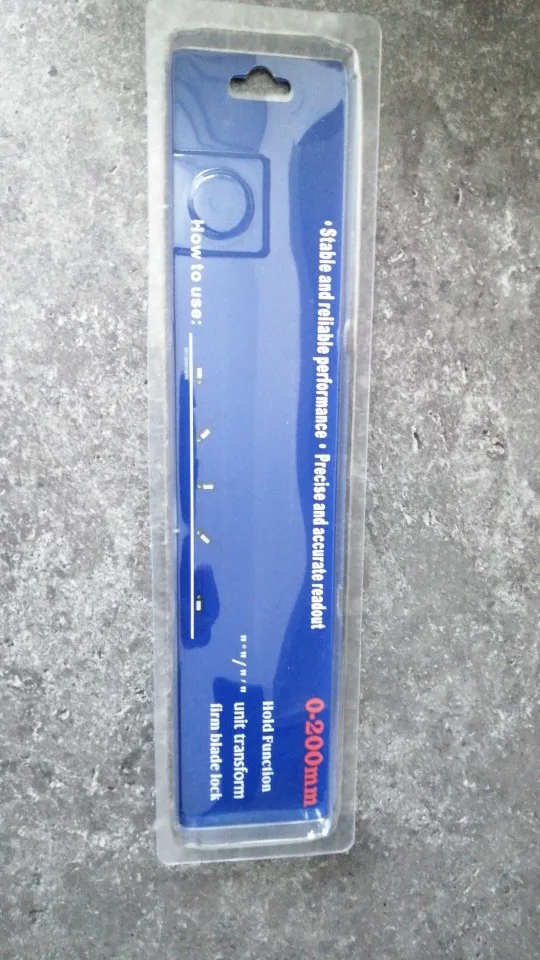 •Stable and reliable performance • Precise and accurate readout
0-200mm
Hold Function
"°"/"′"
unit transform
firm blade lock
How to use: